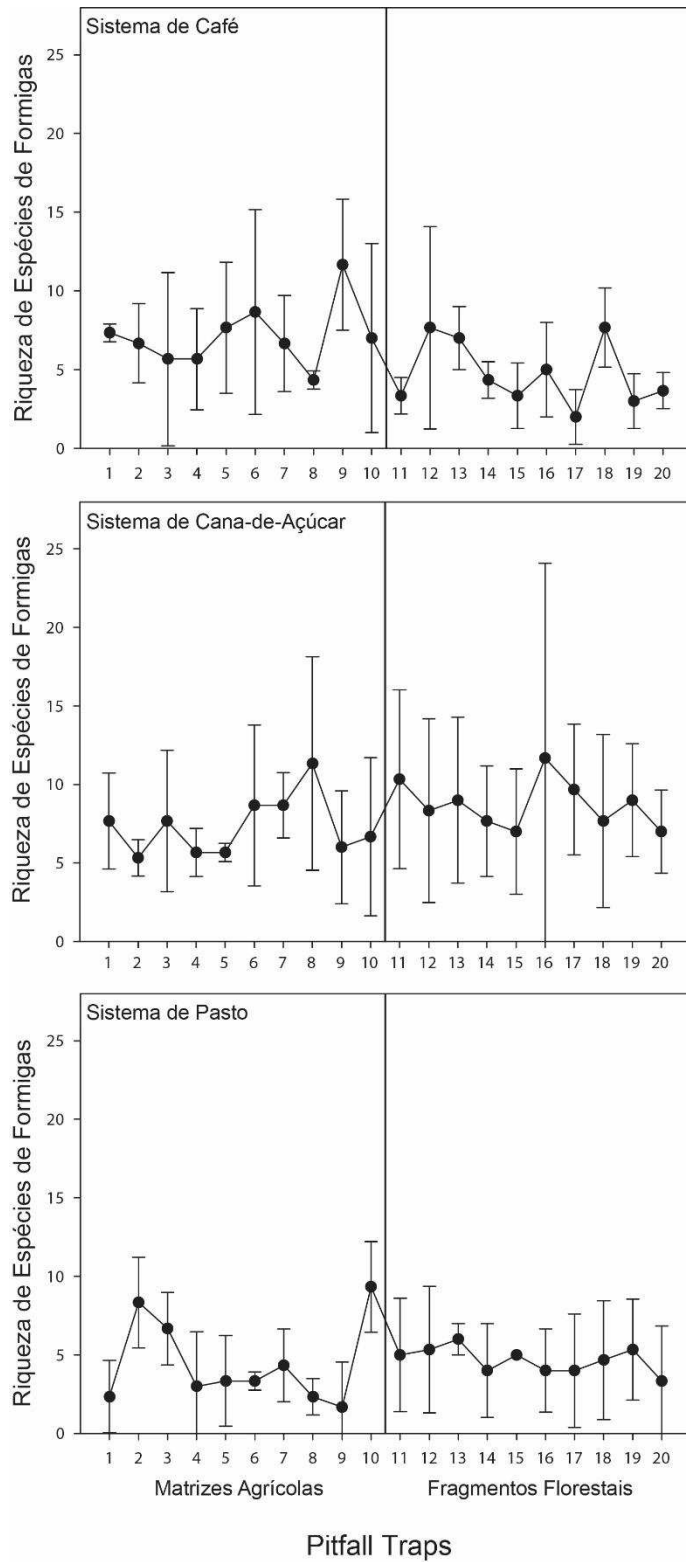 Sistema de Café
Riqueza de Espécies de Formigas
25
20
15
10
5
0
1 2 3 4 5 6 7 8 9 10 11 12 13 14 15 16 17 18 19 20
Sistema de Cana-de-Açúcar
Riqueza de Espécies de Formigas
25
20
15
10
5
0
1 2 3 4 5 6 7 8 9 10 11 12 13 14 15 16 17 18 19 20
Sistema de Pasto
Riqueza de Espécies de Formigas
25
20
15
10
5
0
1 2 3 4 5 6 7 8 9 10 11 12 13 14 15 16 17 18 19 20
Matrizes Agrícolas Fragmentos Florestais
Pitfall Traps